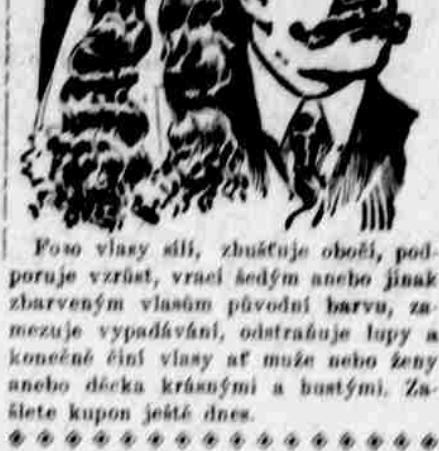 Foso vlasy sílí, zbušťuje obočí, pod-
poruje vzrůst, vrací šedým anebo jinak
zbarveným vlasům původní barvu, za-
mezuje vypadávání, odstraňuje lupy a
konečně činí vlasy ať muže nebo ženy
anebo děcka krásnými a hustými. Za-
šlete kupon ještě dnes.